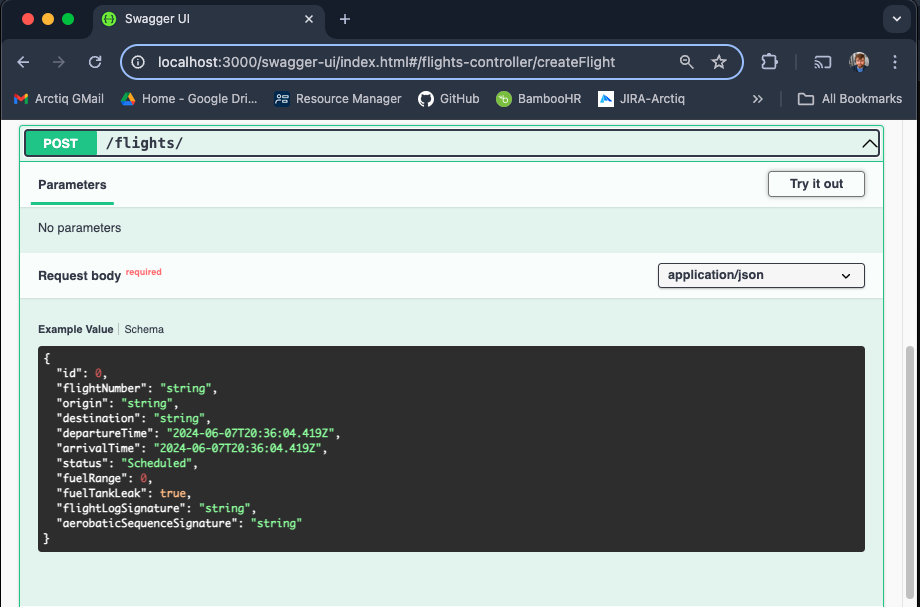 Swagger UI
localhost:3000/swagger-ui/index.html#/flights-controller/createFlight
Arctiq GMail
Home - Google Dri...
Resource Manager
GitHub
BambooHR
JIRA-Arctiq
All Bookmarks
POST /flights/
Parameters
Try it out
No parameters
Request body required
application/json
Example Value | Schema
{
"id": 0,
"flightNumber": "string",
"origin": "string",
"destination": "string",
"departureTime": "2024-06-07T20:36:04.419Z",
"arrivalTime": "2024-06-07T20:36:04.419Z",
"status": "Scheduled",
"fuelRange": 0,
"fuelTankLeak": true,
"flightLogSignature": "string",
"aerobaticSequenceSignature": "string"
}